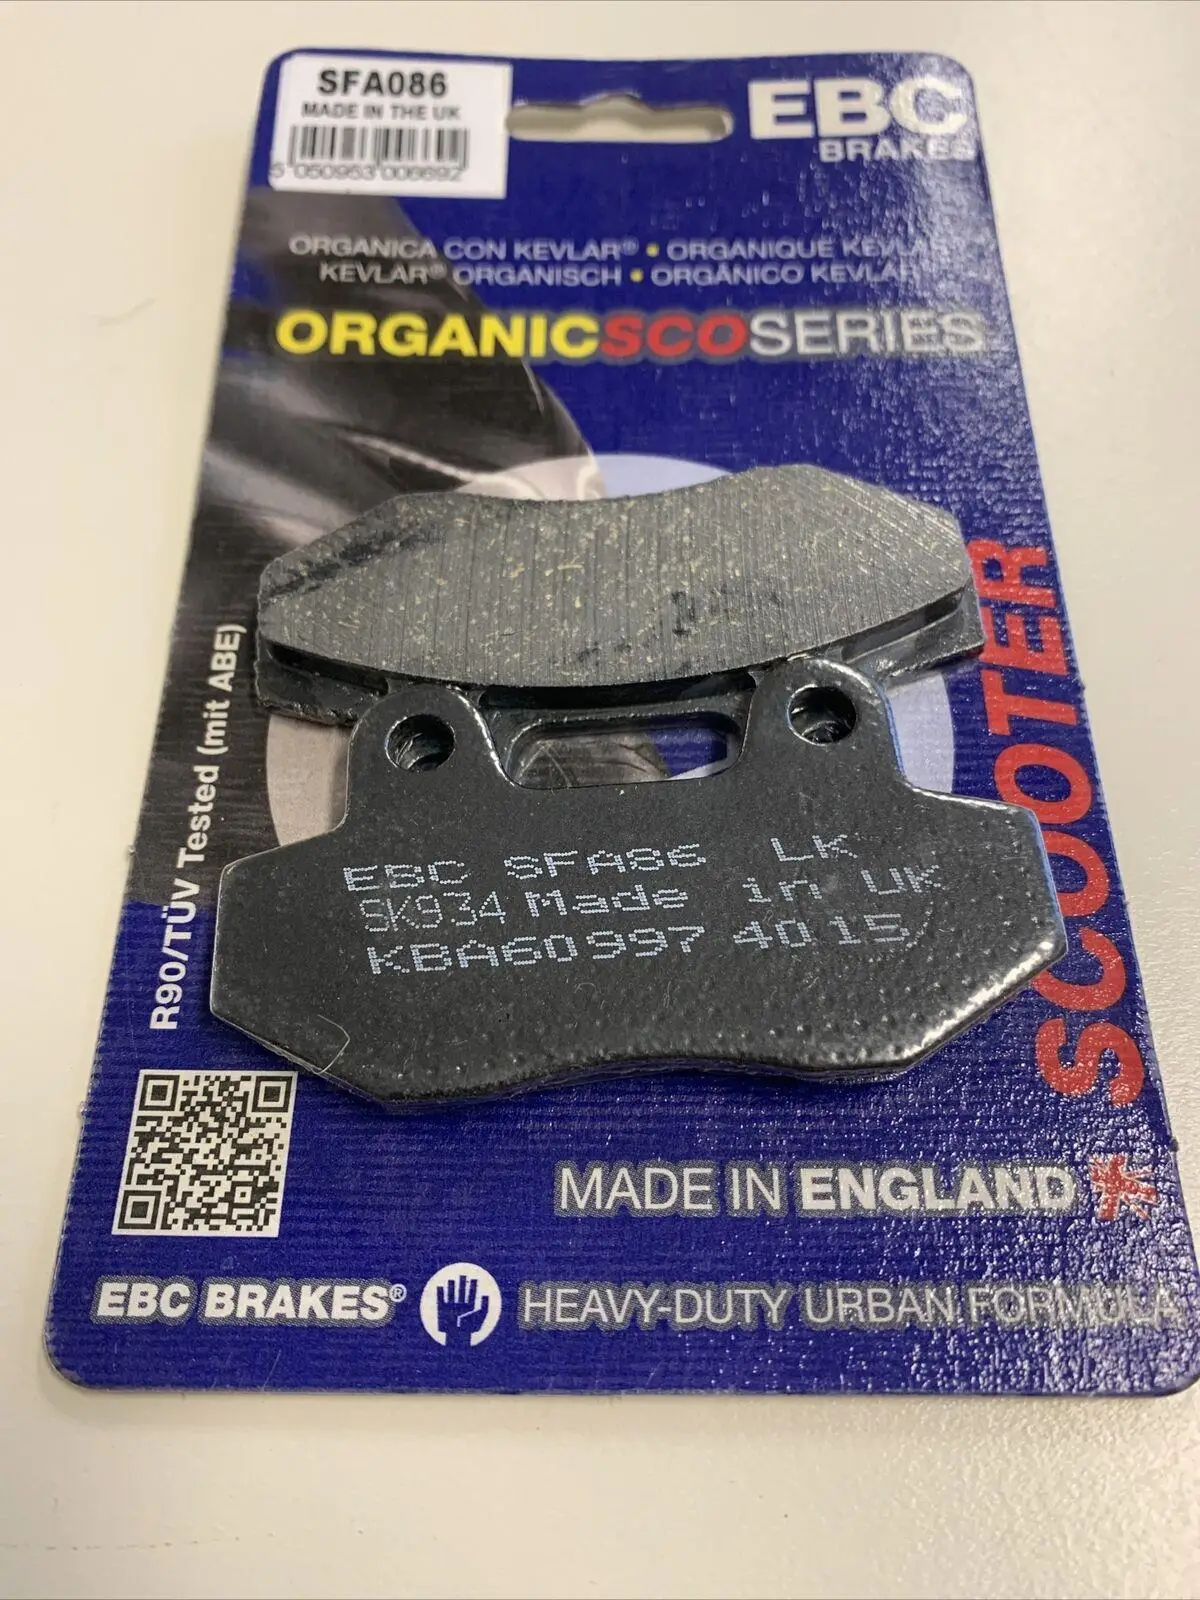 SFA086
MADE IN THE UK
5 050953 006692
EBC
BRAKES
ORGANICA CON KEVLAR® • ORGANIQUE KEVLAR
KEVLAR® ORGANISCH • ORGÂNICO KEVLAR
ORGANICSCOSERIES
R90/TÜV Tested (mit ABE)
SCOOTER
EBC SFA86 LK
SK934 Made in UK
KBA60997 4015
MADE IN ENGLAND
EBC BRAKES®
HEAVY-DUTY URBAN FORMULA